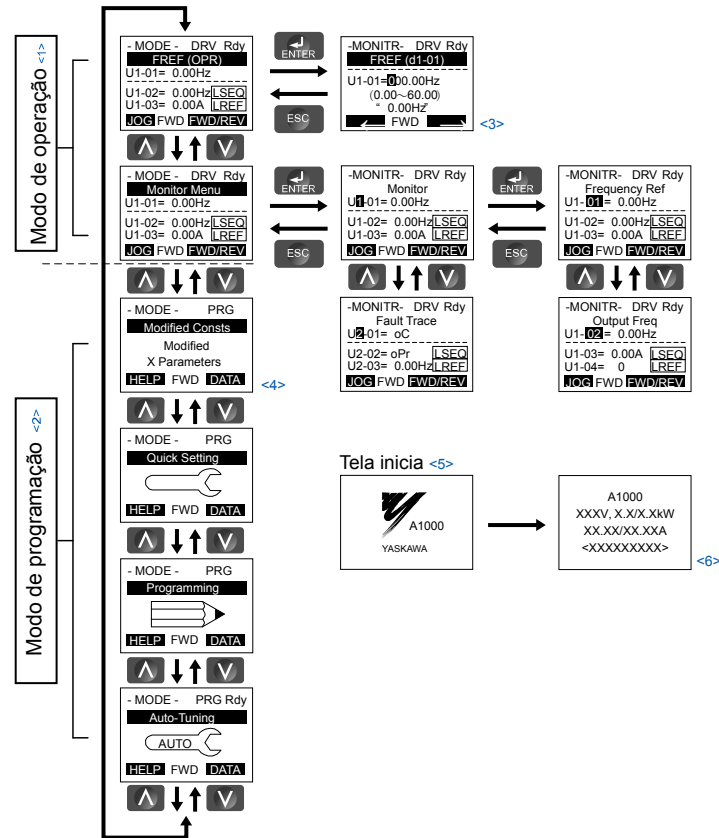 Modo de operação <1>
- MODE - DRV Rdy
FREF (OPR)
U1-01= 0.00Hz
U1-02= 0.00Hz LSEQ
U1-03= 0.00A LREF
JOG FWD FWD/REV
ENTER
ESC
-MONITR- DRV Rdy
FREF (d1-01)
U1-01=000.00Hz
(0.00~60.00)
“ 0.00Hz”
FWD
<3>
- MODE - DRV Rdy
Monitor Menu
U1-01= 0.00Hz
U1-02= 0.00Hz LSEQ
U1-03= 0.00A LREF
JOG FWD FWD/REV
ENTER
ESC
-MONITR- DRV Rdy
Monitor
U1-01= 0.00Hz
U1-02= 0.00Hz LSEQ
U1-03= 0.00A LREF
JOG FWD FWD/REV
ENTER
ESC
-MONITR- DRV Rdy
Frequency Ref
U1- 01 = 0.00Hz
U1-02= 0.00Hz LSEQ
U1-03= 0.00A LREF
JOG FWD FWD/REV
-MONITR- DRV Rdy
Fault Trace
U2-01= oC
U2-02= oPr LSEQ
U2-03= 0.00Hz LREF
JOG FWD FWD/REV
-MONITR- DRV Rdy
Output Freq
U1- 02 = 0.00Hz
U1-03= 0.00A LSEQ
U1-04= 0 LREF
JOG FWD FWD/REV
Modo de programação <2>
- MODE - PRG
Modified Consts
Modified
X Parameters
HELP FWD DATA
<4>
- MODE - PRG
Quick Setting
HELP FWD DATA
- MODE - PRG
Programming
HELP FWD DATA
- MODE - PRG Rdy
Auto-Tuning
AUTO
HELP FWD DATA
Tela inicia <5>
A1000
YASKAWA
A1000
XXXV, X.X/X.XkW
XX.XX/XX.XXA
<XXXXXXXXX>
<6>